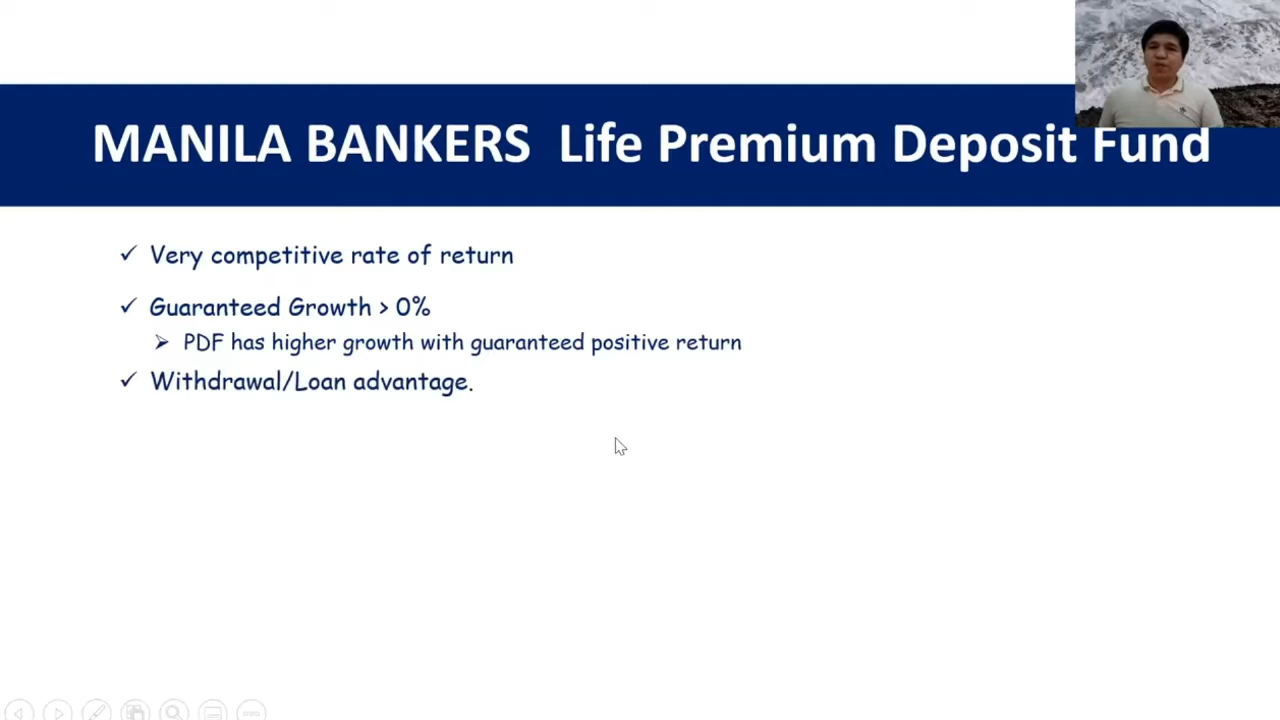 MANILA BANKERS Life Premium Deposit Fund
✓ Very competitive rate of return
✓ Guaranteed Growth > 0%
➢ PDF has higher growth with guaranteed positive return
✓ Withdrawal/Loan advantage.